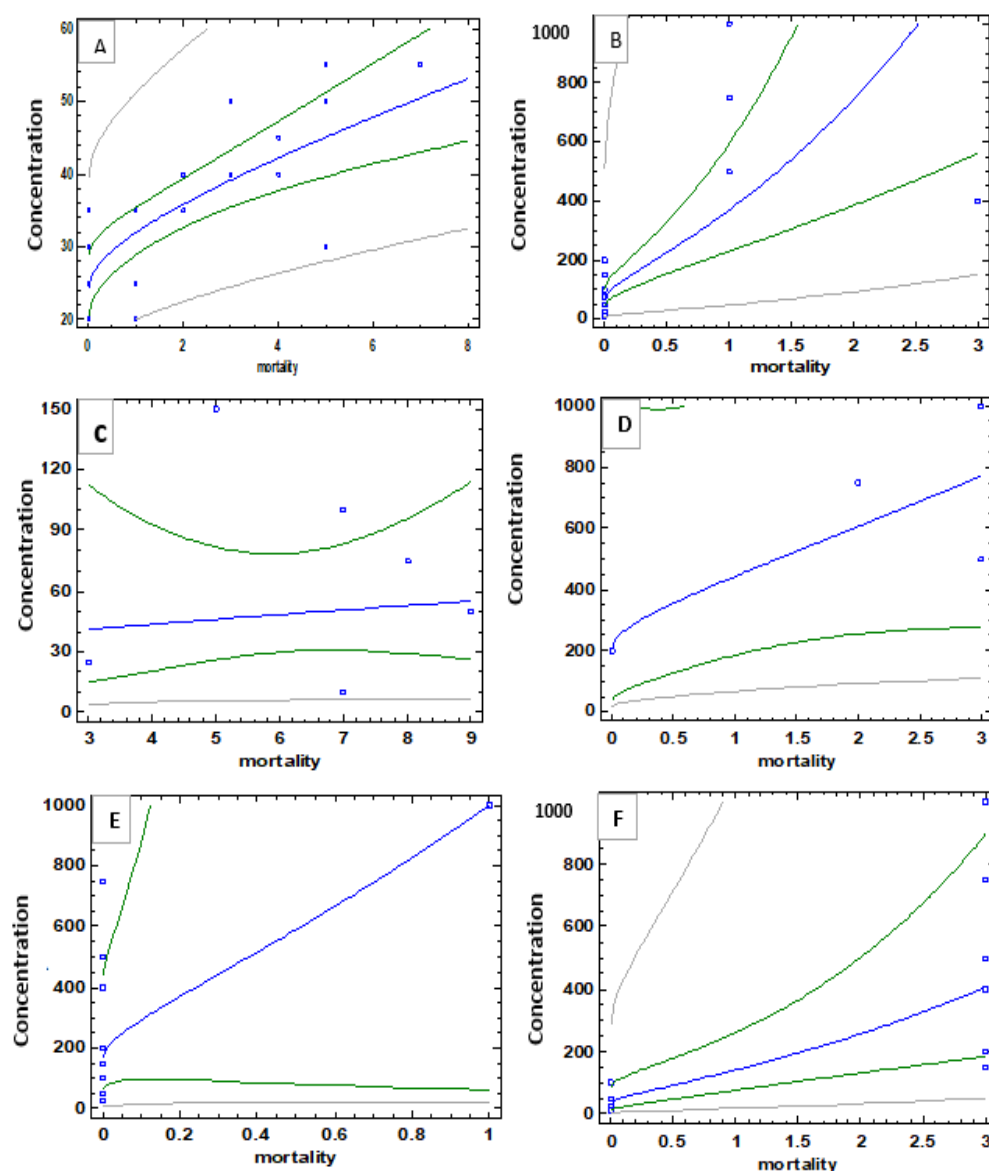 A
60
50
40
30
20
Concentration
0 2 4 6 8
mortality
B
1000
800
600
400
200
0
Concentration
0 0.5 1 1.5 2 2.5 3
mortality
C
150
120
90
60
30
0
Concentration
3 4 5 6 7 8 9
mortality
D
1000
800
600
400
200
0
Concentration
0 0.5 1 1.5 2 2.5 3
mortality
E
1000
800
600
400
200
0
Concentration
0 0.2 0.4 0.6 0.8 1
mortality
F
1000
800
600
400
200
0
Concentration
0 0.5 1 1.5 2 2.5 3
mortality